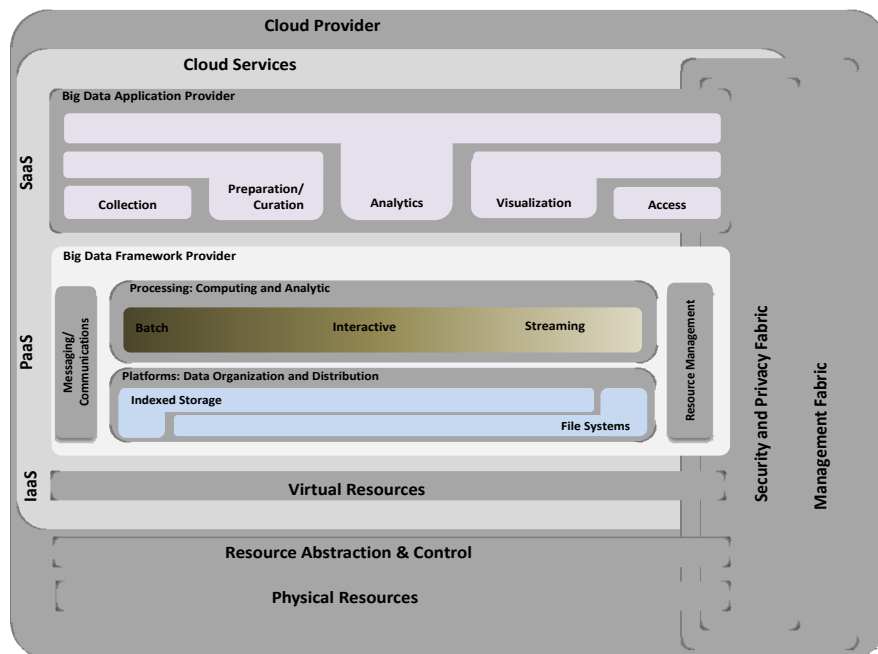 Cloud Provider
Cloud Services
Big Data Application Provider
SaaS
Collection
Preparation/
Curation
Analytics
Visualization
Access
Big Data Framework Provider
PaaS
Messaging/
Communications
Processing: Computing and Analytic
Batch
Interactive
Streaming
Platforms: Data Organization and Distribution
Indexed Storage
File Systems
Resource Management
Security and Privacy Fabric
Management Fabric
IaaS
Virtual Resources
Resource Abstraction & Control
Physical Resources